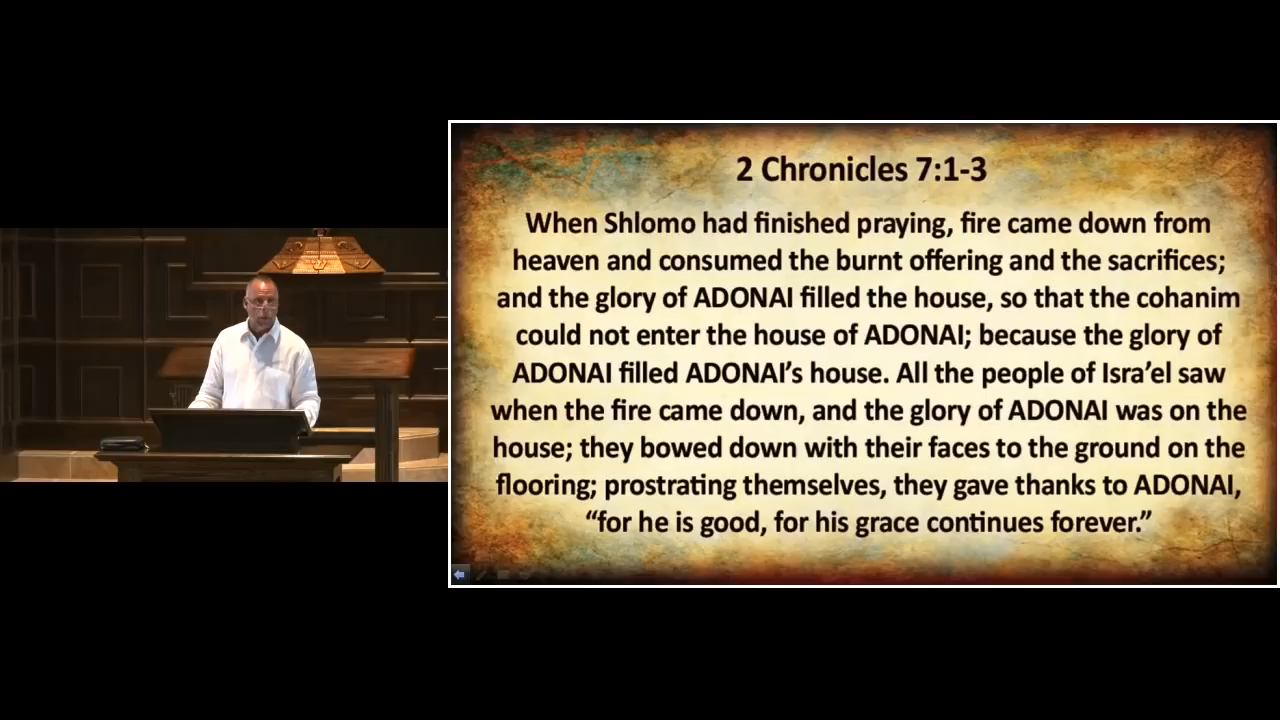 2 Chronicles 7:1-3
When Shlomo had finished praying, fire came down from
heaven and consumed the burnt offering and the sacrifices;
and the glory of ADONAI filled the house, so that the cohanim
could not enter the house of ADONAI; because the glory of
ADONAI filled ADONAI’s house. All the people of Isra’el saw
when the fire came down, and the glory of ADONAI was on the
house; they bowed down with their faces to the ground on the
flooring; prostrating themselves, they gave thanks to ADONAI,
“for he is good, for his grace continues forever.”